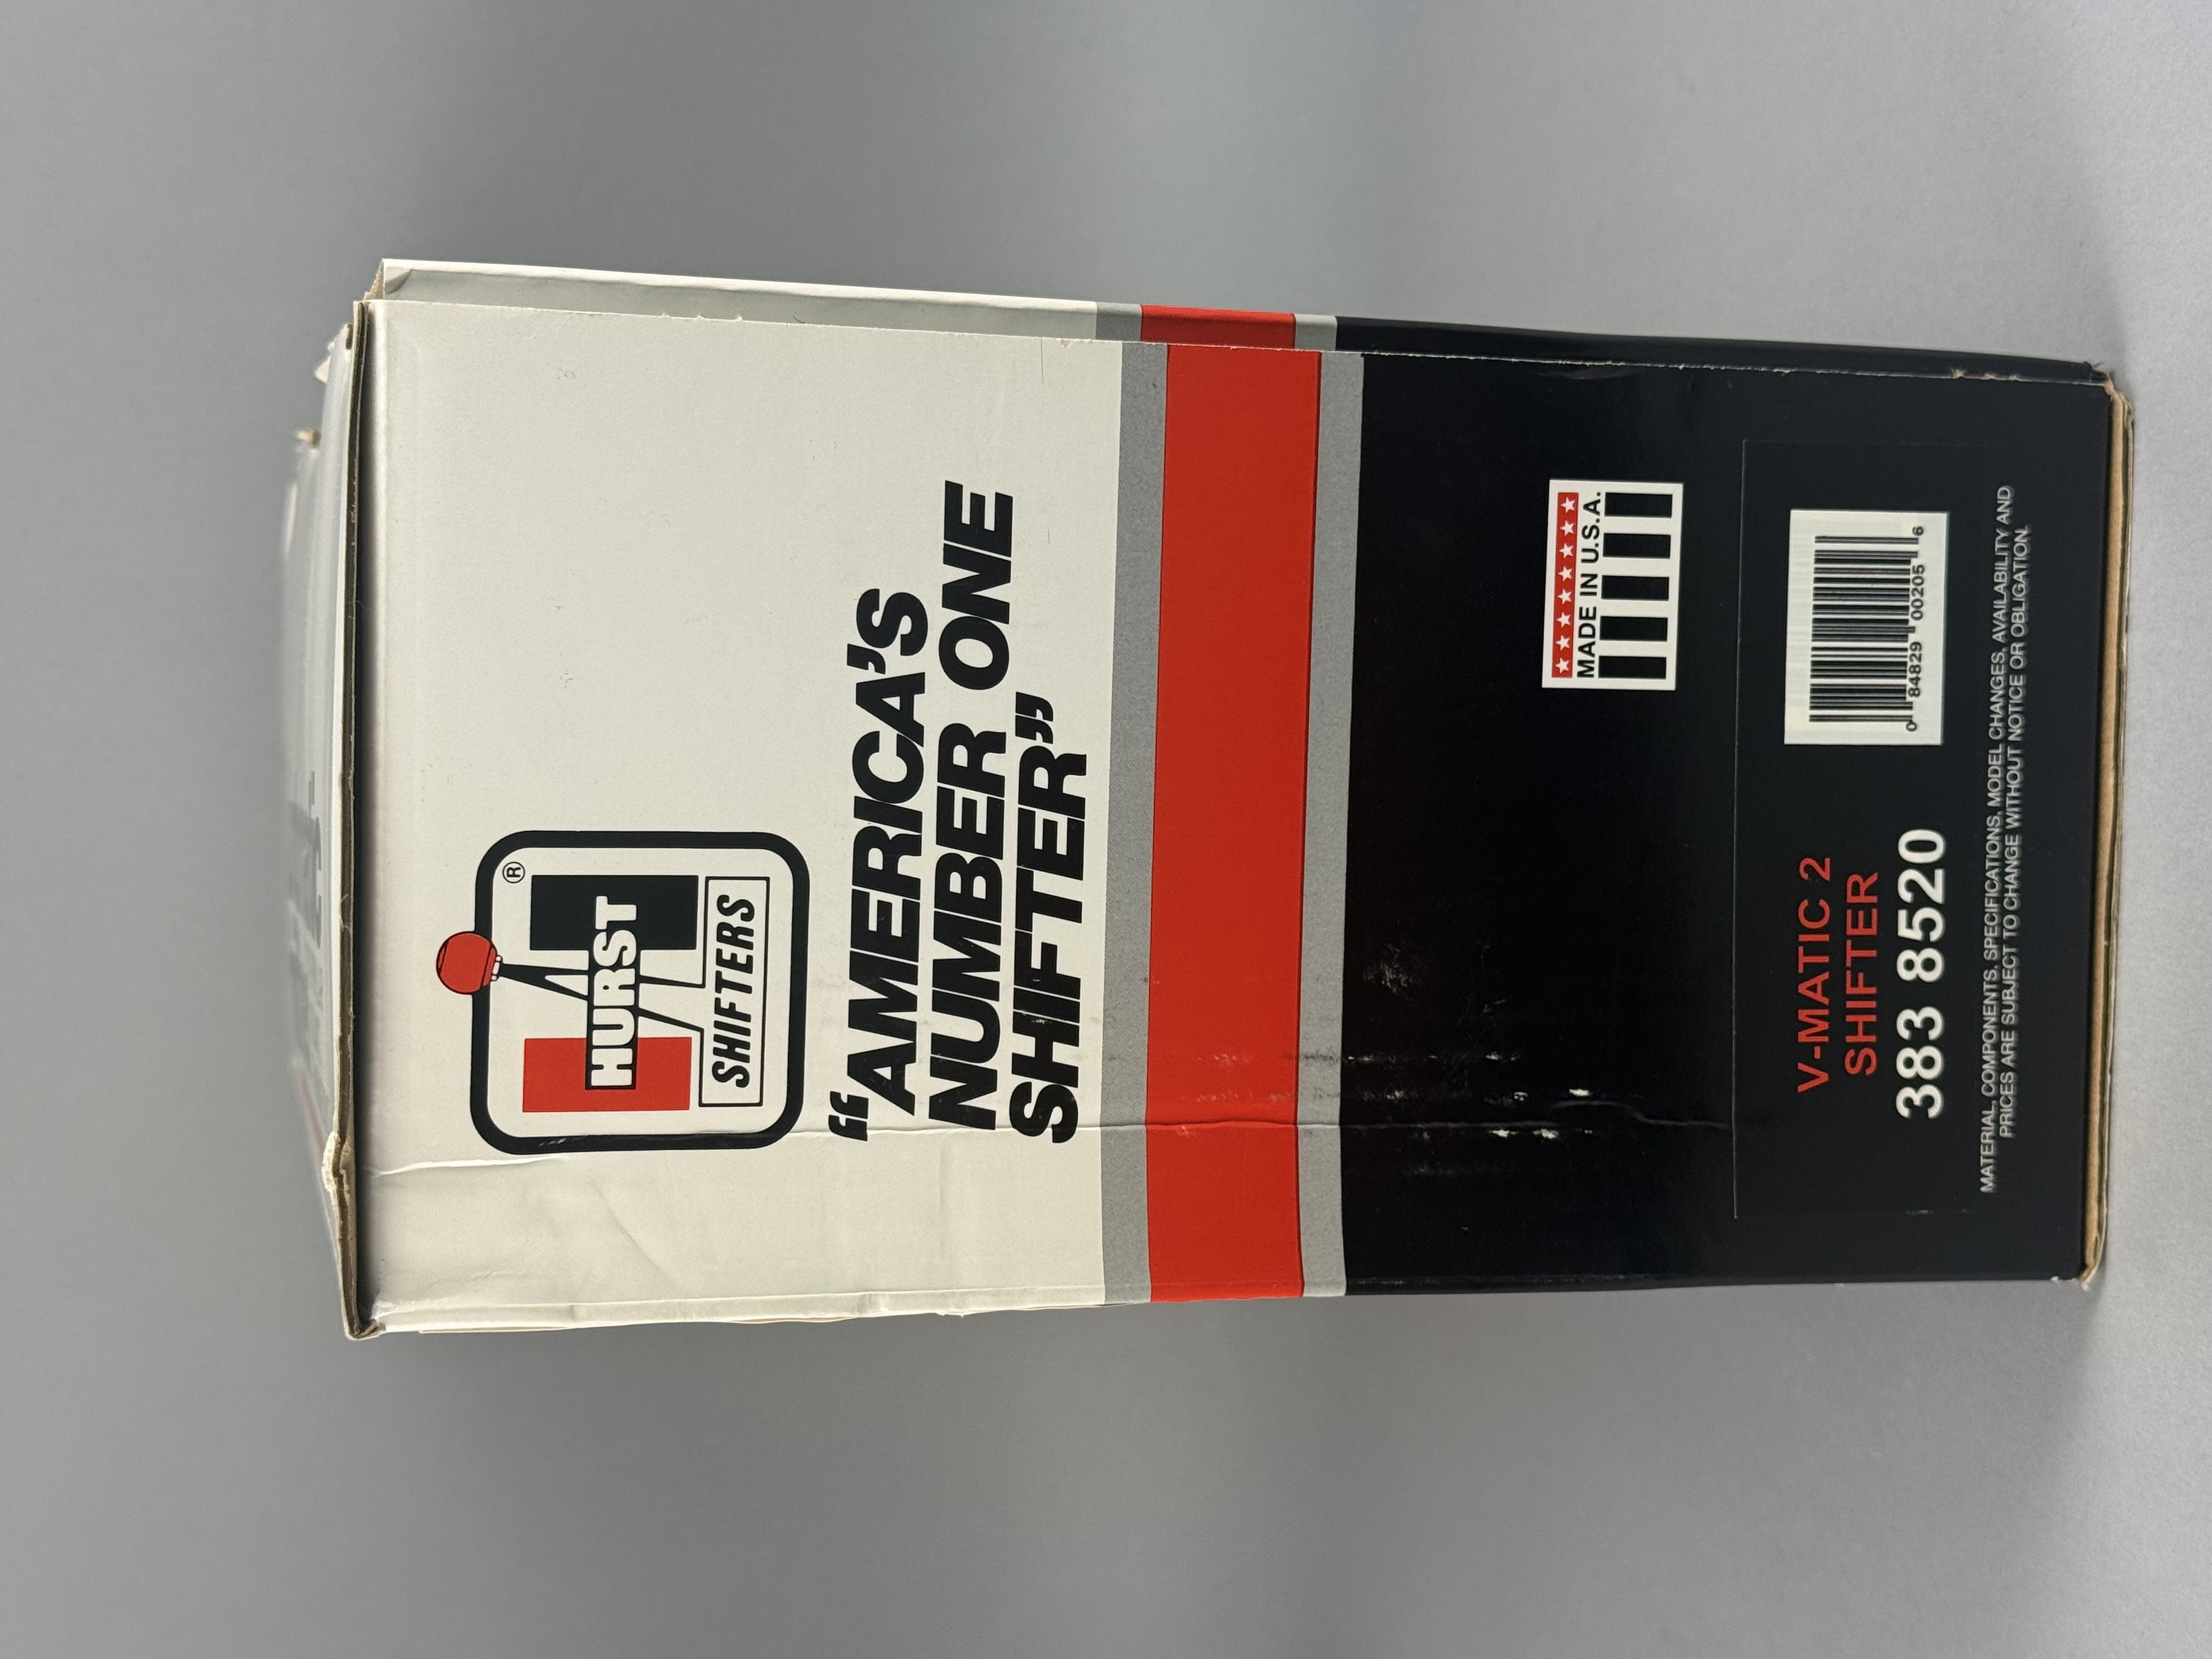 ®
HURST
SHIFTERS
“AMERICA'S
NUMBER ONE
SHIFTER”
MADE IN U.S.A.
V-MATIC 2
SHIFTER
383 8520
0 84829 00205 6
MATERIAL, COMPONENTS, SPECIFICATIONS, MODEL CHANGES, AVAILABILITY AND
PRICES ARE SUBJECT TO CHANGE WITHOUT NOTICE OR OBLIGATION.